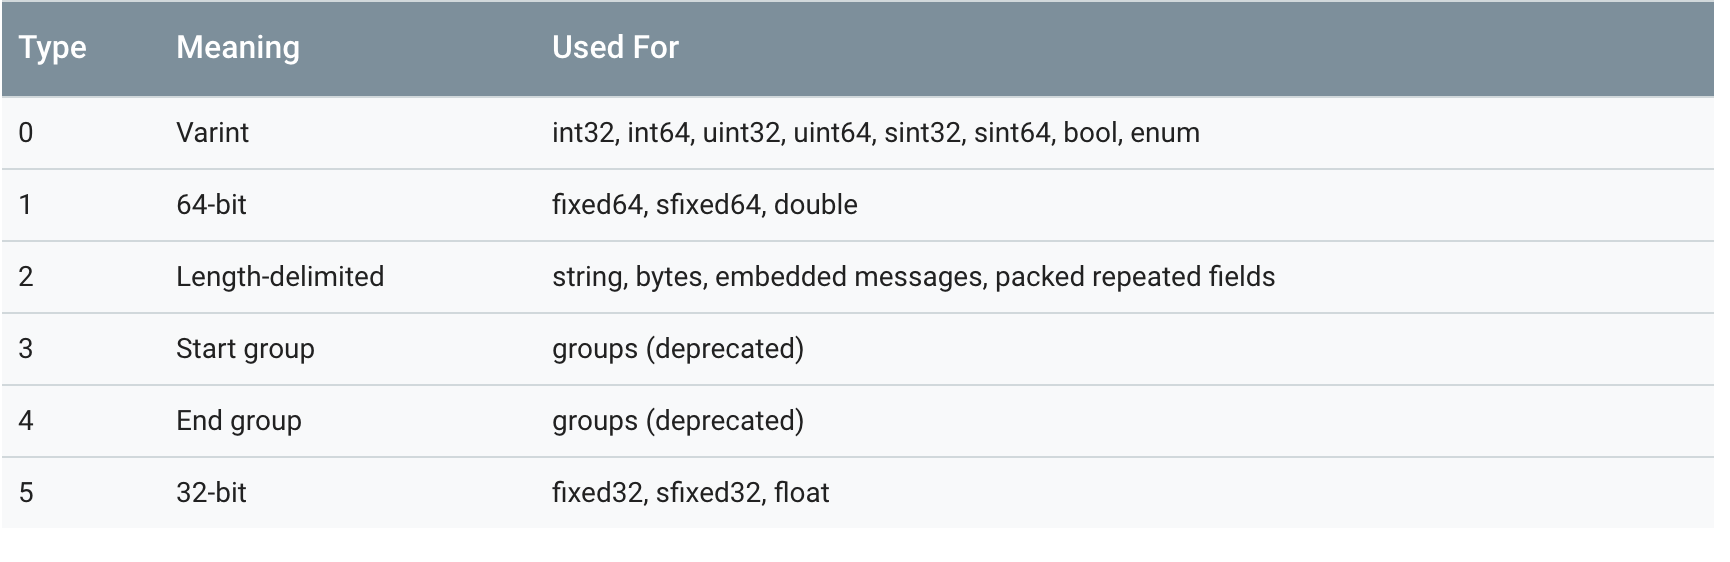 Type Meaning Used For
0 Varint int32, int64, uint32, uint64, sint32, sint64, bool, enum
1 64-bit fixed64, sfixed64, double
2 Length-delimited string, bytes, embedded messages, packed repeated fields
3 Start group groups (deprecated)
4 End group groups (deprecated)
5 32-bit fixed32, sfixed32, float